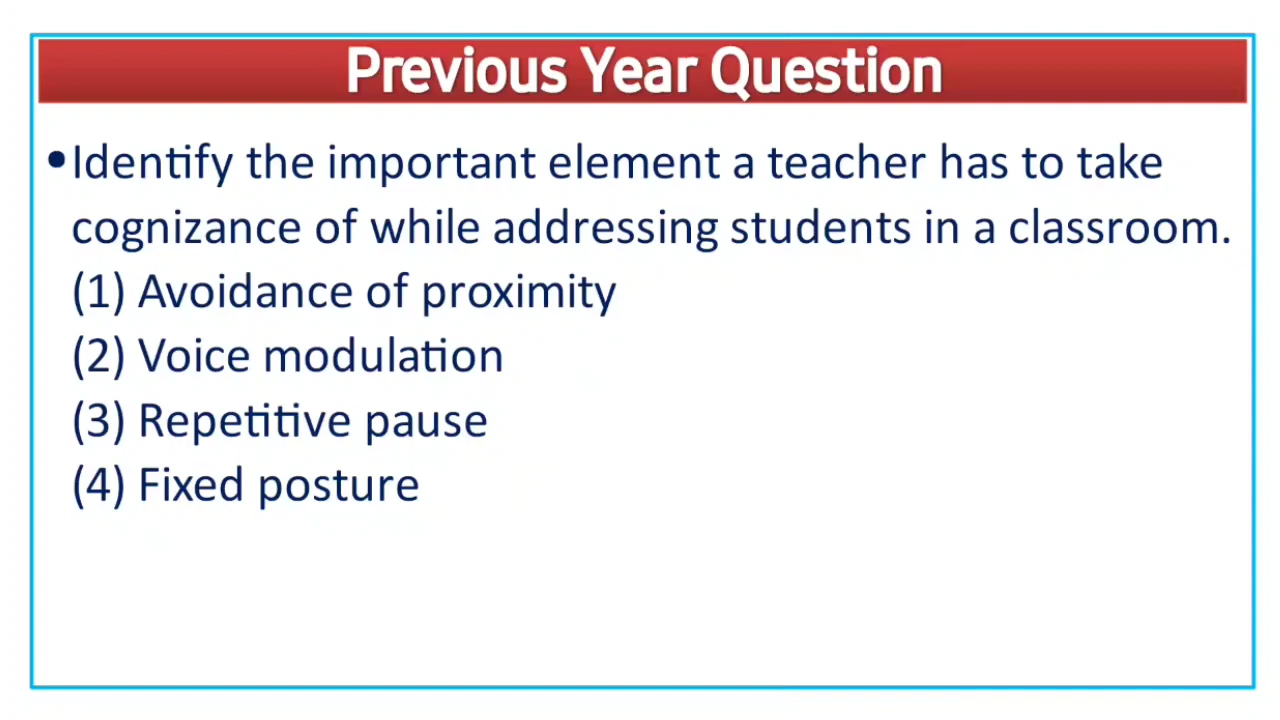 Previous Year Question
•Identify the important element a teacher has to take
cognizance of while addressing students in a classroom.
(1) Avoidance of proximity
(2) Voice modulation
(3) Repetitive pause
(4) Fixed posture